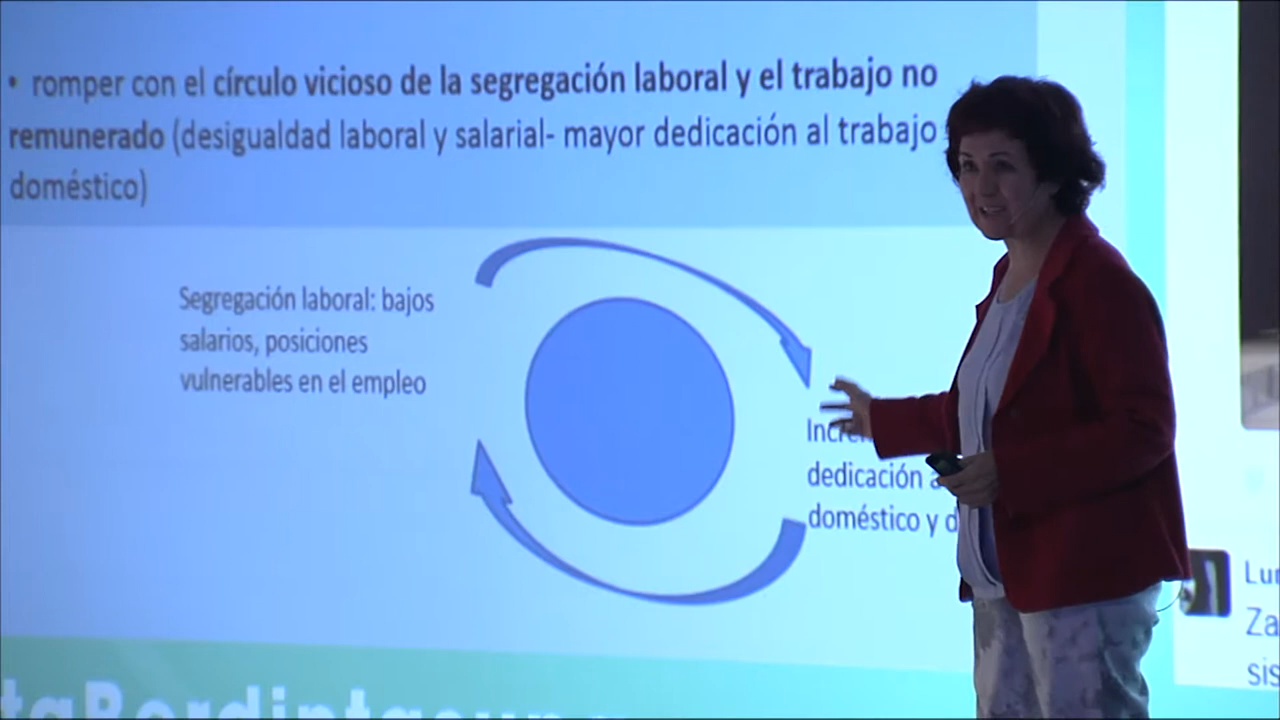 • romper con el círculo vicioso de la segregación laboral y el trabajo no
remunerado (desigualdad laboral y salarial- mayor dedicación al trabajo
doméstico)
Segregación laboral: bajos
salarios, posiciones
vulnerables en el empleo
dedicación
doméstico y